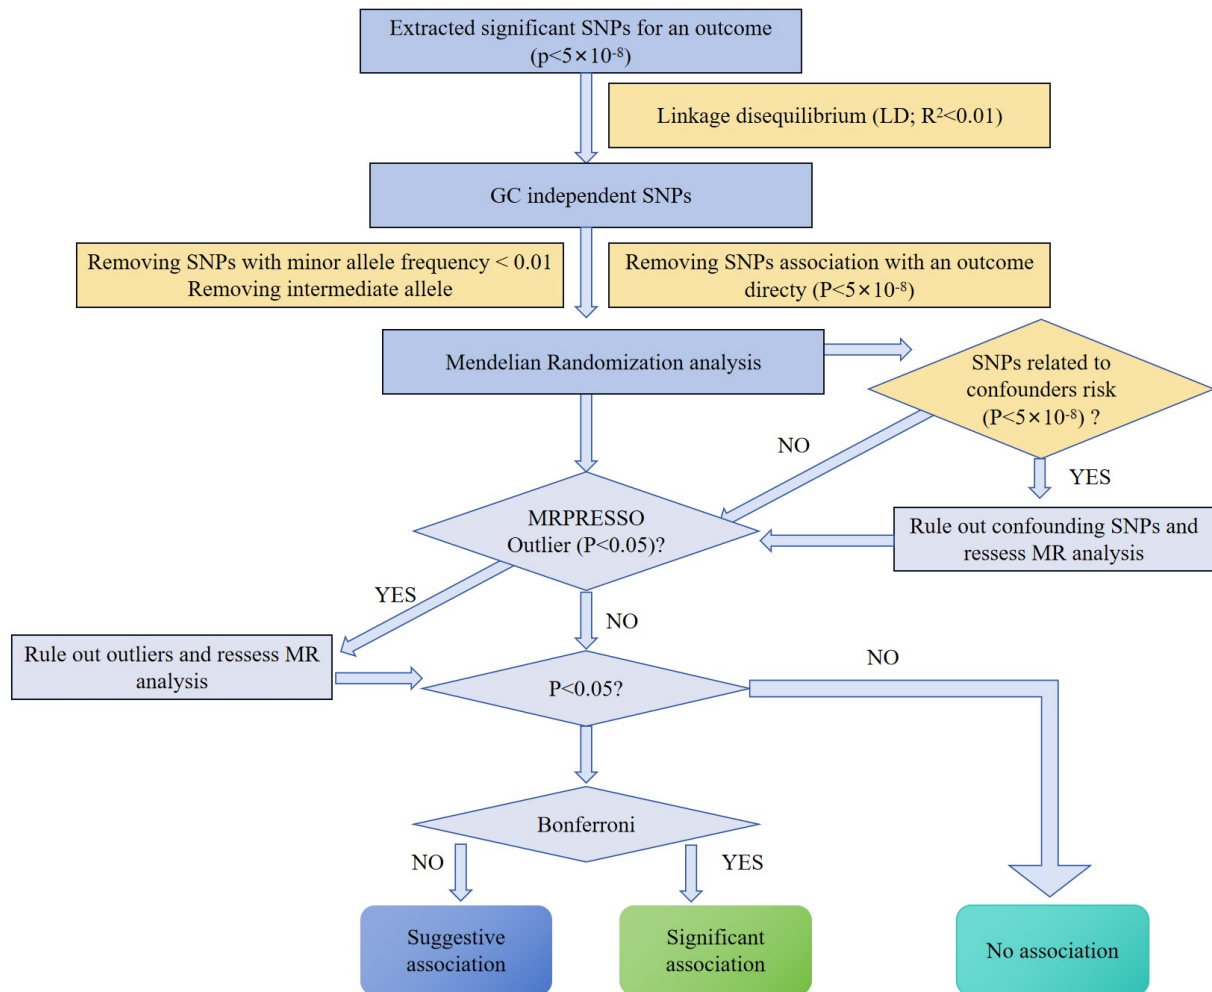 Extracted significant SNPs for an outcome
(p<5×10⁻⁸)
Linkage disequilibrium (LD; R²<0.01)
GC independent SNPs
Removing SNPs with minor allele frequency < 0.01
Removing intermediate allele
Removing SNPs association with an outcome
directy (P<5×10⁻⁸)
Mendelian Randomization analysis
SNPs related to
confounders risk
(P<5×10⁻⁸) ?
NO
YES
MRPRESSO
Outlier (P<0.05)?
Rule out confounding SNPs and
ressess MR analysis
YES
NO
Rule out outliers and ressess MR
analysis
P<0.05?
NO
Bonferroni
NO
YES
Suggestive
association
Significant
association
No association